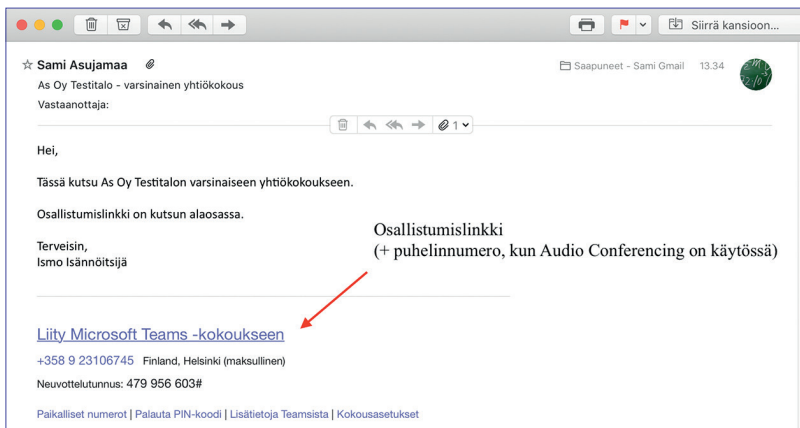 Siirrä kansioon...
Sami Asujamaa
Saapuneet - Sami Gmail 13.34
As Oy Testitalo - varsinainen yhtiökokous
Vastaanottaja:
1
Hei,
Tässä kutsu As Oy Testitalon varsinaiseen yhtiökokoukseen.
Osallistumislinkki on kutsun alaosassa.
Terveisin,
Ismo Isännöitsijä
Osallistumislinkki
(+ puhelinnumero, kun Audio Conferencing on käytössä)
Liity Microsoft Teams -kokoukseen
+358 9 23106745 Finland, Helsinki (maksullinen)
Neuvottelutunnus: 479 956 603#
Paikalliset numerot | Palauta PIN-koodi | Lisätietoja Teamsista | Kokousasetukset